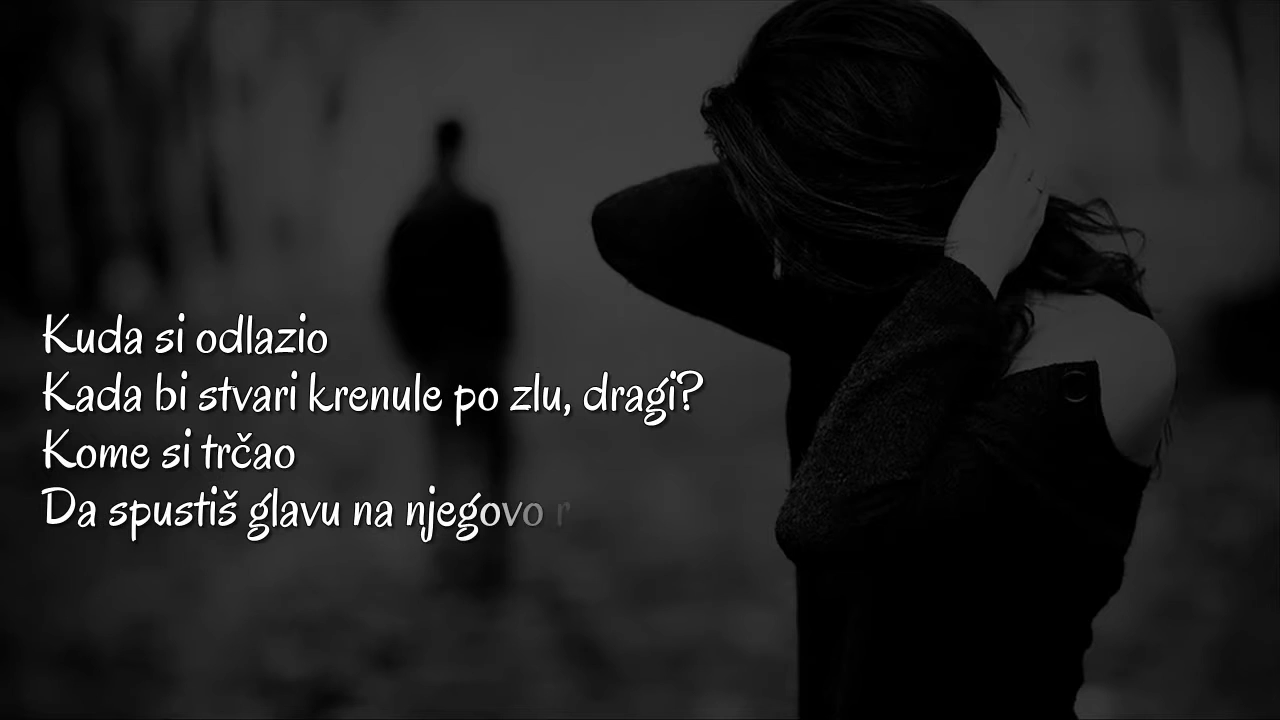 Kuda si odlazio
Kada bi stvari krenule po zlu, dragi?
Kome si trčao
Da spustiš glavu na njegovo r